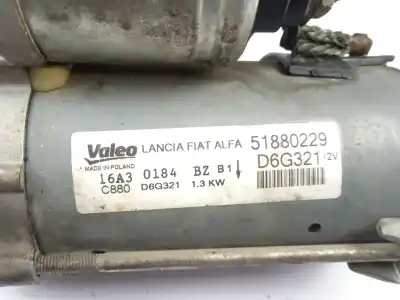 Valeo LANCIA FIAT ALFA 51880229
MADE IN POLAND D6G321 12V
16A3 0184 BZ B1
C880 D6G321 1.3 KW